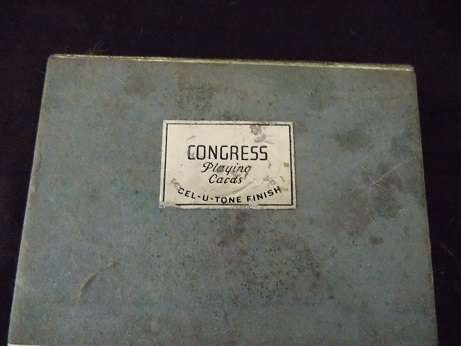 CONGRESS
Playing
Cards
CEL-U-TONE FINISH